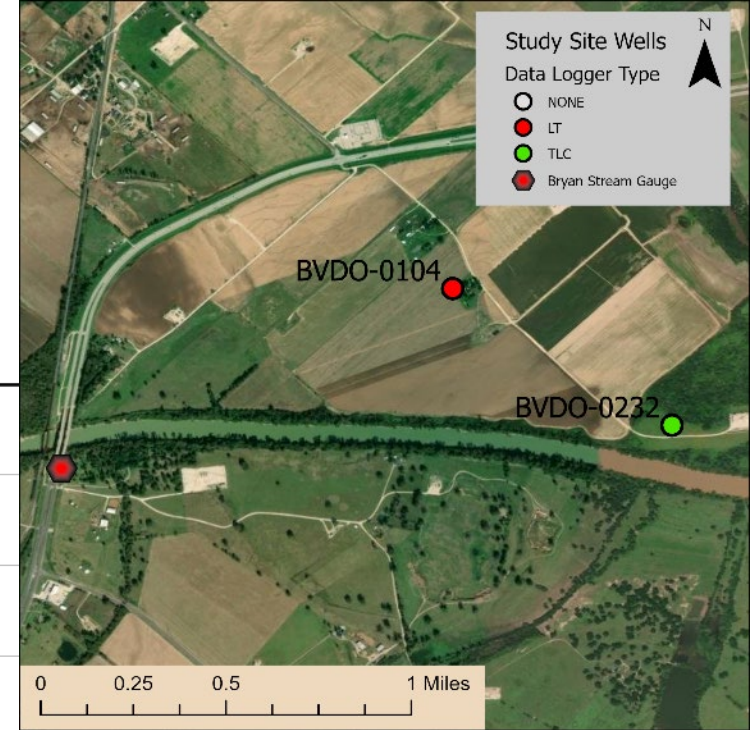 Study Site Wells
N
Data Logger Type
NONE
LT
TLC
Bryan Stream Gauge
BVDO-0104
BVDO-0232
0 0.25 0.5 1 Miles